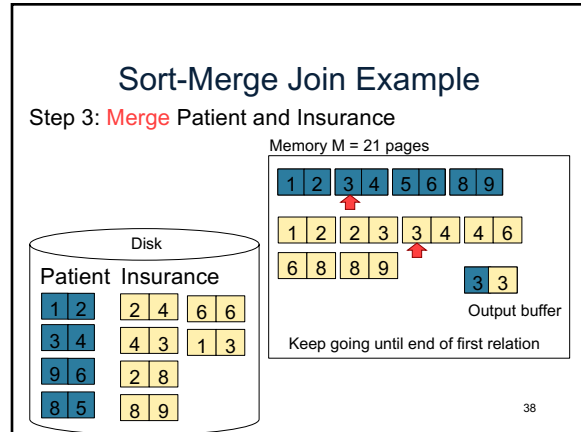 Sort-Merge Join Example
Step 3: Merge Patient and Insurance
Memory M = 21 pages
1 2 3 4 5 6 8 9
1 2 2 3 3 4 4 6
6 8 8 9
3 3
Output buffer
Keep going until end of first relation
Disk
Patient Insurance
1 2 2 4 6 6
3 4 4 3 1 3
9 6 2 8
8 5 8 9
38